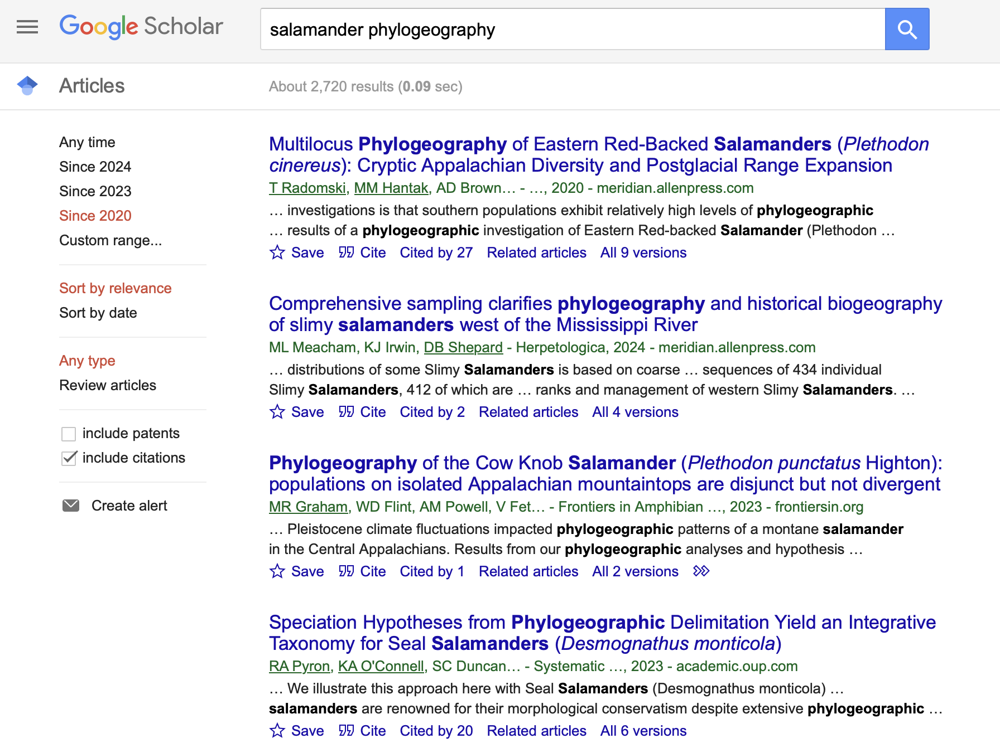 Google Scholar
salamander phylogeography
Articles
About 2,720 results (0.09 sec)
Any time
Since 2024
Since 2023
Since 2020
Custom range...
Sort by relevance
Sort by date
Any type
Review articles
include patents
include citations
Create alert
Multilocus Phylogeography of Eastern Red-Backed Salamanders (Plethodon
cinereus): Cryptic Appalachian Diversity and Postglacial Range Expansion
T Radomski, MM Hantak, AD Brown… - …, 2020 - meridian.allenpress.com
… investigations is that southern populations exhibit relatively high levels of phylogeographic
… results of a phylogeographic investigation of Eastern Red-backed Salamander (Plethodon …
Save Cite Cited by 27 Related articles All 9 versions
Comprehensive sampling clarifies phylogeography and historical biogeography
of slimy salamanders west of the Mississippi River
ML Meacham, KJ Irwin, DB Shepard - Herpetologica, 2024 - meridian.allenpress.com
… distributions of some Slimy Salamanders is based on coarse … sequences of 434 individual
Slimy Salamanders, 412 of which are … ranks and management of western Slimy Salamanders. …
Save Cite Cited by 2 Related articles All 4 versions
Phylogeography of the Cow Knob Salamander (Plethodon punctatus Highton):
populations on isolated Appalachian mountaintops are disjunct but not divergent
MR Graham, WD Flint, AM Powell, V Fet… - Frontiers in Amphibian …, 2023 - frontiersin.org
… Pleistocene climate fluctuations impacted phylogeographic patterns of a montane salamander
in the Central Appalachians. Results from our phylogeographic analyses and hypothesis …
Save Cite Cited by 1 Related articles All 2 versions
Speciation Hypotheses from Phylogeographic Delimitation Yield an Integrative
Taxonomy for Seal Salamanders (Desmognathus monticola)
RA Pyron, KA O'Connell, SC Duncan… - Systematic …, 2023 - academic.oup.com
… We illustrate this approach here with Seal Salamanders (Desmognathus monticola) …
salamanders are renowned for their morphological conservatism despite extensive phylogeographic …
Save Cite Cited by 20 Related articles All 6 versions